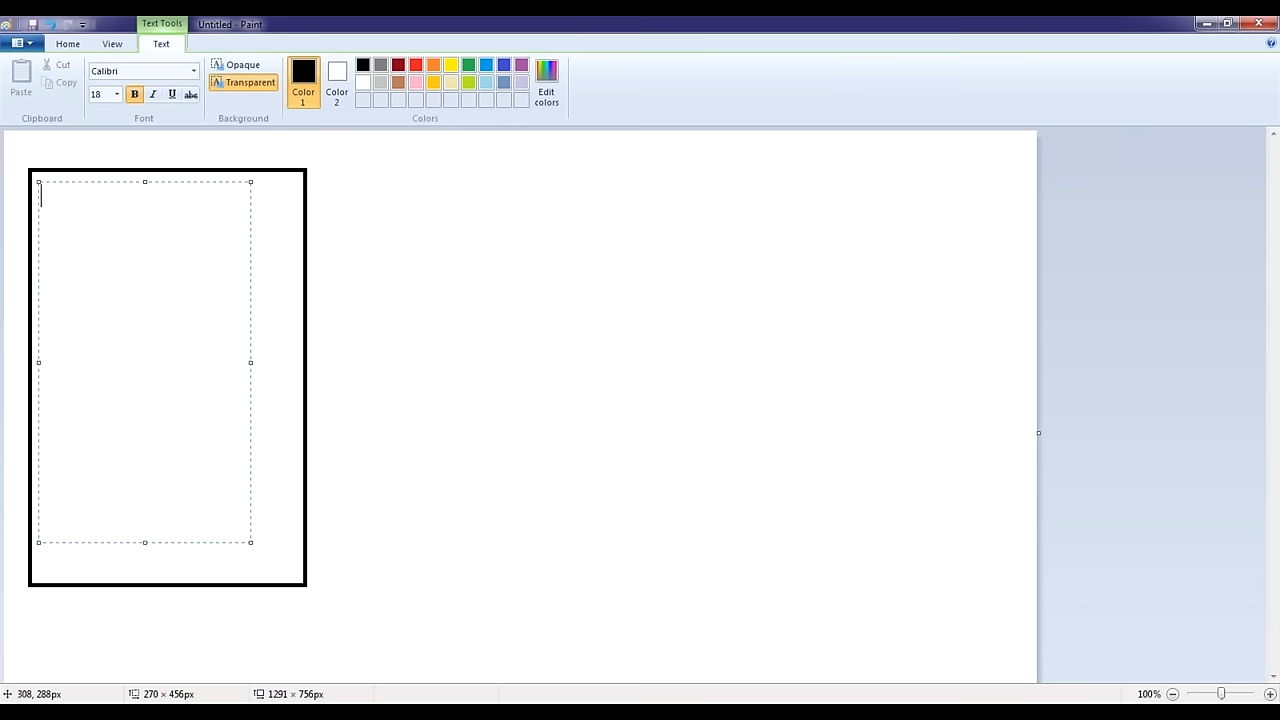 Text Tools
Untitled - Paint
Home
View
Text
Paste
Cut
Copy
Clipboard
Calibri
18
B
I
U
abc
Font
Opaque
Transparent
Background
Color
1
Color
2
Edit
colors
Colors
308, 288px
270 × 456px
1291 × 756px
100%